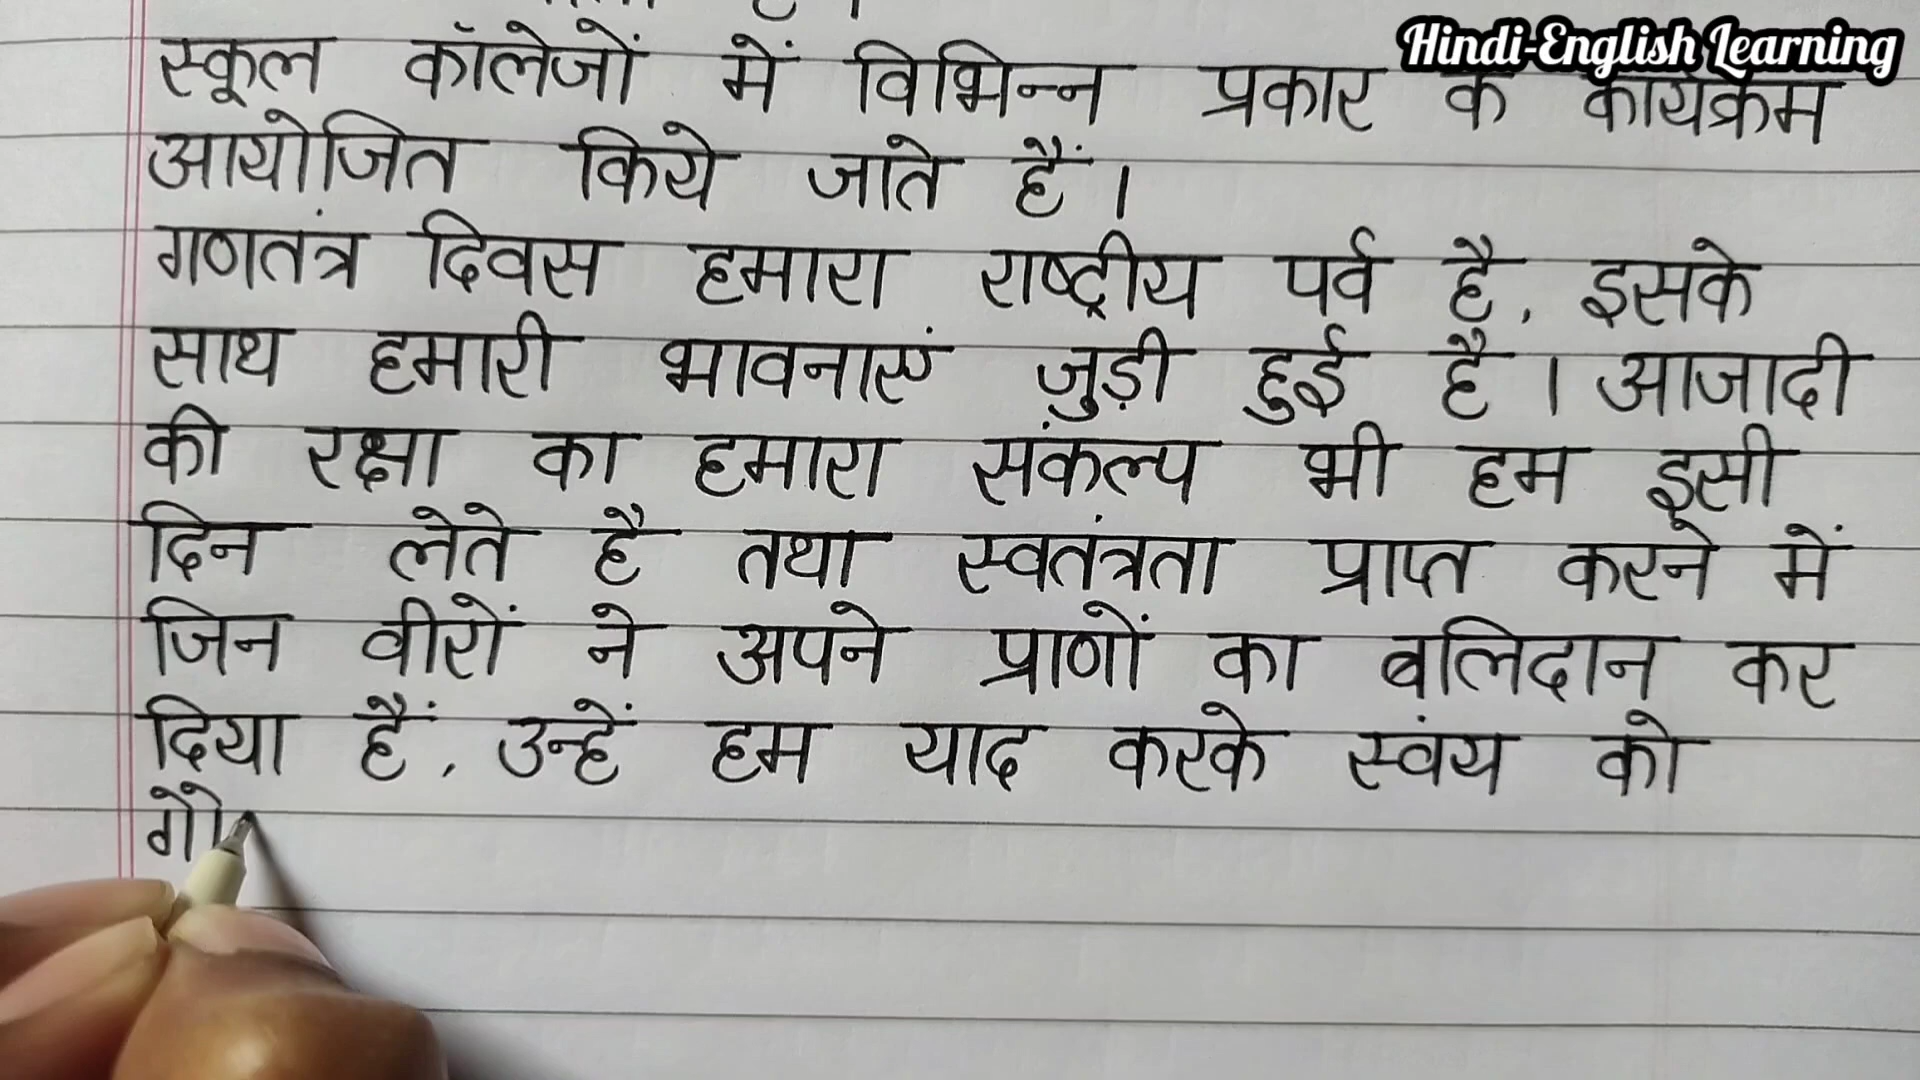 Hindi-English Learning
स्कूल कॉलेजों में विभिन्न प्रकार के कार्यक्रम
आयोजित किये जाते हैं।
गणतंत्र दिवस हमारा राष्ट्रीय पर्व है, इसके
साथ हमारी भावनाएं जुड़ी हुई है। आजादी
की रक्षा का हमारा संकल्प भी हम इसी
दिन लेते है तथा स्वतंत्रता प्राप्त करने में
जिन वीरों ने अपने प्राणों का बलिदान कर
दिया हैं, उन्हें हम याद करके स्वंय को